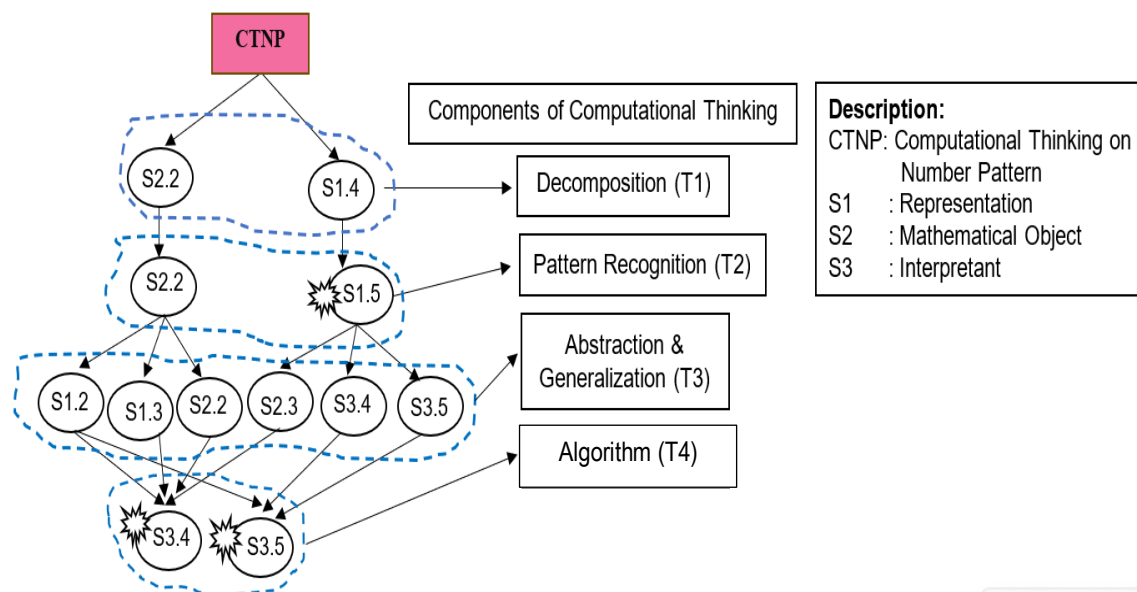 CTNP
Components of Computational Thinking
Description:
CTNP: Computational Thinking on
Number Pattern
S1 : Representation
S2 : Mathematical Object
S3 : Interpretant
S2.2
S1.4
Decomposition (T1)
S2.2
S1.5
Pattern Recognition (T2)
Abstraction &
Generalization (T3)
S1.2
S1.3
S2.2
S2.3
S3.4
S3.5
Algorithm (T4)
S3.4
S3.5